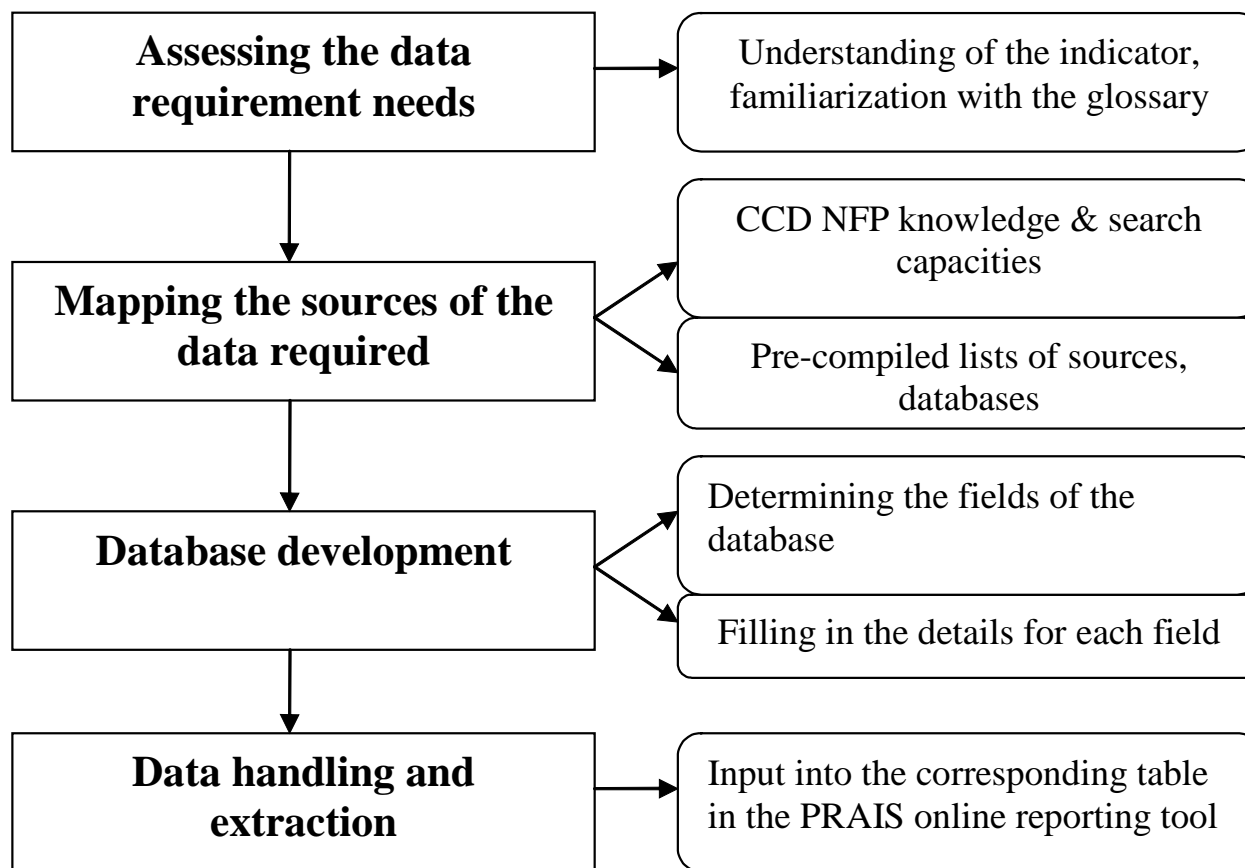 Assessing the data
requirement needs
Understanding of the indicator,
familiarization with the glossary
Mapping the sources of the
data required
CCD NFP knowledge & search
capacities
Pre-compiled lists of sources,
databases
Database development
Determining the fields of the
database
Filling in the details for each field
Data handling and
extraction
Input into the corresponding table
in the PRAIS online reporting tool